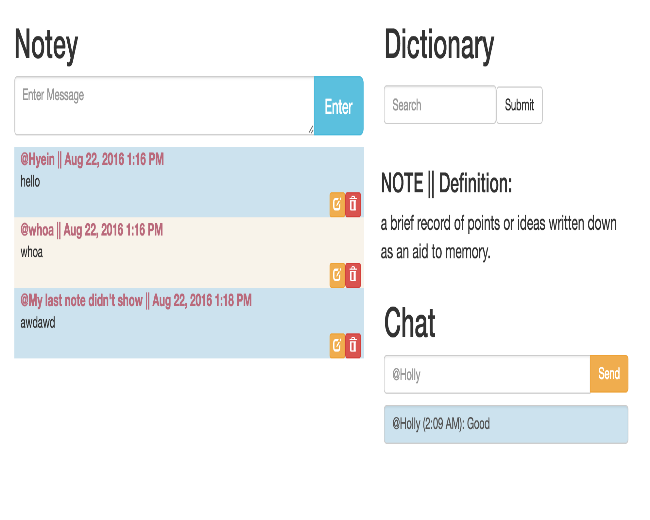 Notey
Enter Message
Enter
@Hyein || Aug 22, 2016 1:16 PM
hello
@whoa || Aug 22, 2016 1:16 PM
whoa
@My last note didn't show || Aug 22, 2016 1:18 PM
awdawd
Dictionary
Search
Submit
NOTE || Definition:
a brief record of points or ideas written down
as an aid to memory.
Chat
@Holly
Send
@Holly (2:09 AM): Good